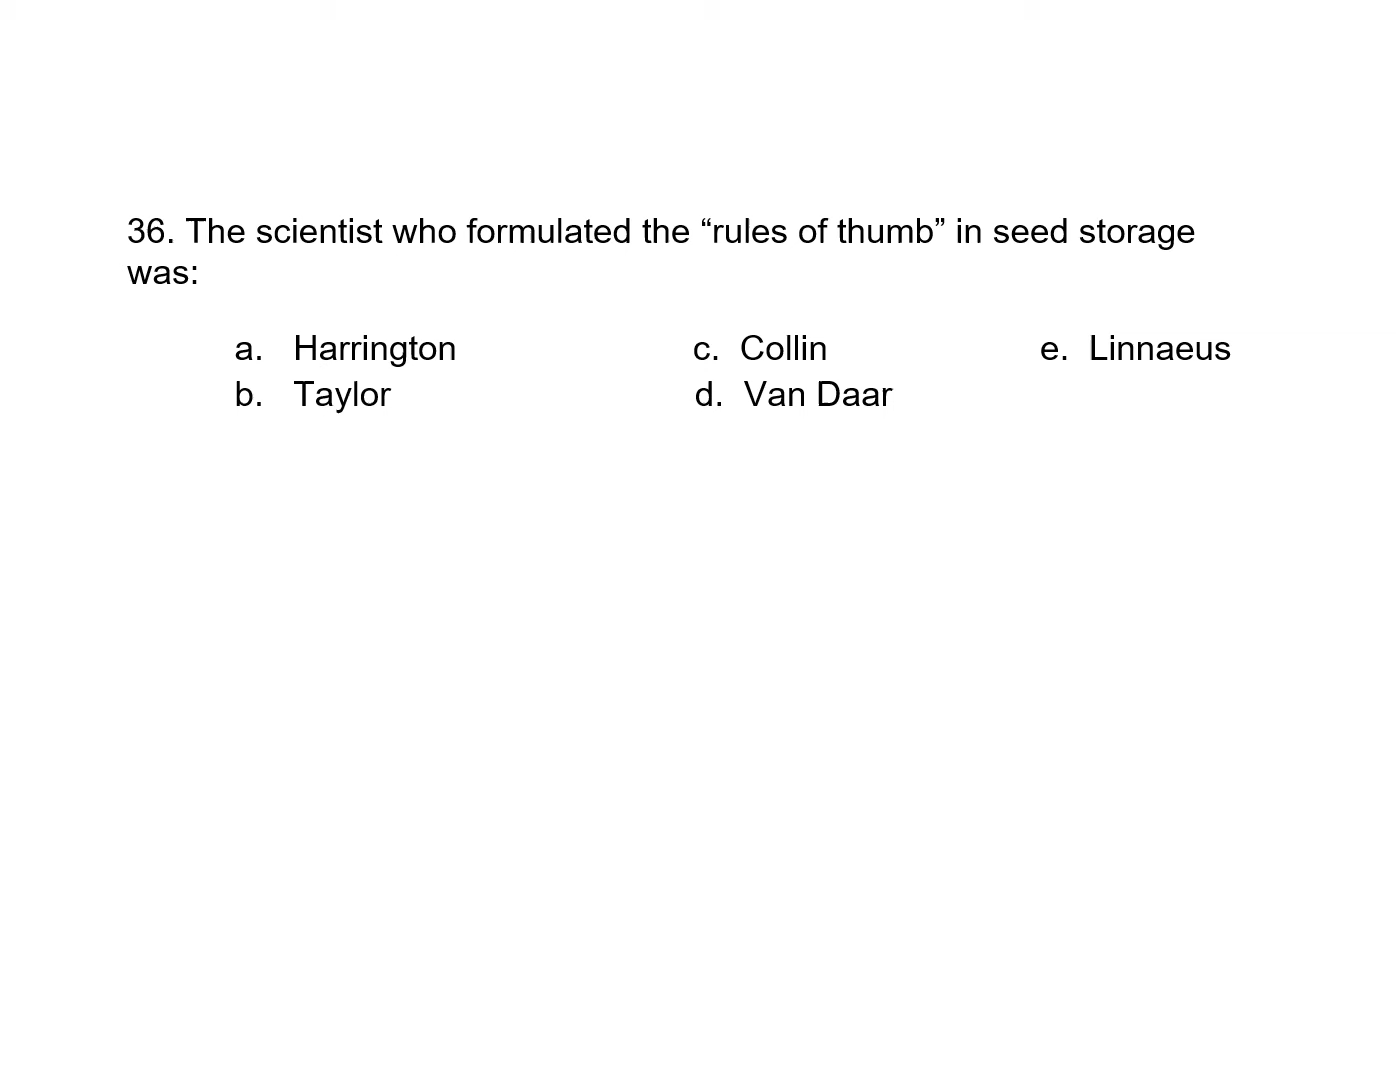 36. The scientist who formulated the “rules of thumb” in seed storage
was:
a. Harrington c. Collin e. Linnaeus
b. Taylor d. Van Daar